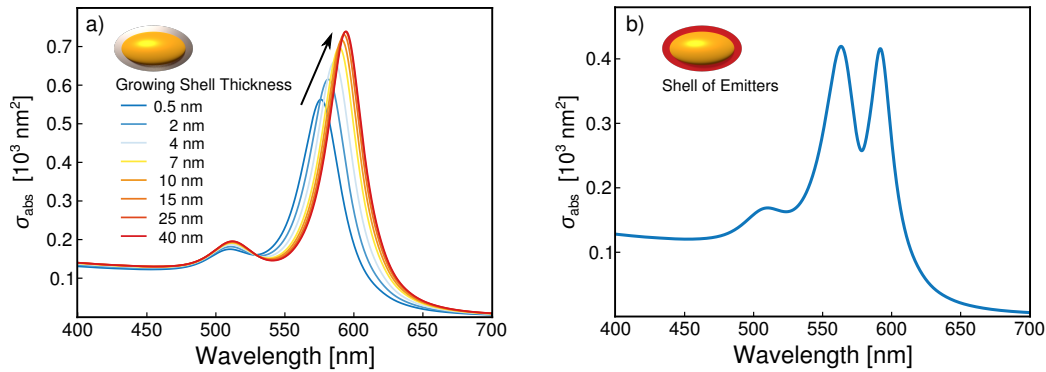 a)
Growing Shell Thickness
0.5 nm
2 nm
4 nm
7 nm
10 nm
15 nm
25 nm
40 nm
0.7
0.6
0.5
0.4
0.3
0.2
0.1
σabs [10³ nm²]
400 450 500 550 600 650 700
Wavelength [nm]
b)
Shell of Emitters
0.4
0.3
0.2
0.1
σabs [10³ nm²]
400 450 500 550 600 650 700
Wavelength [nm]